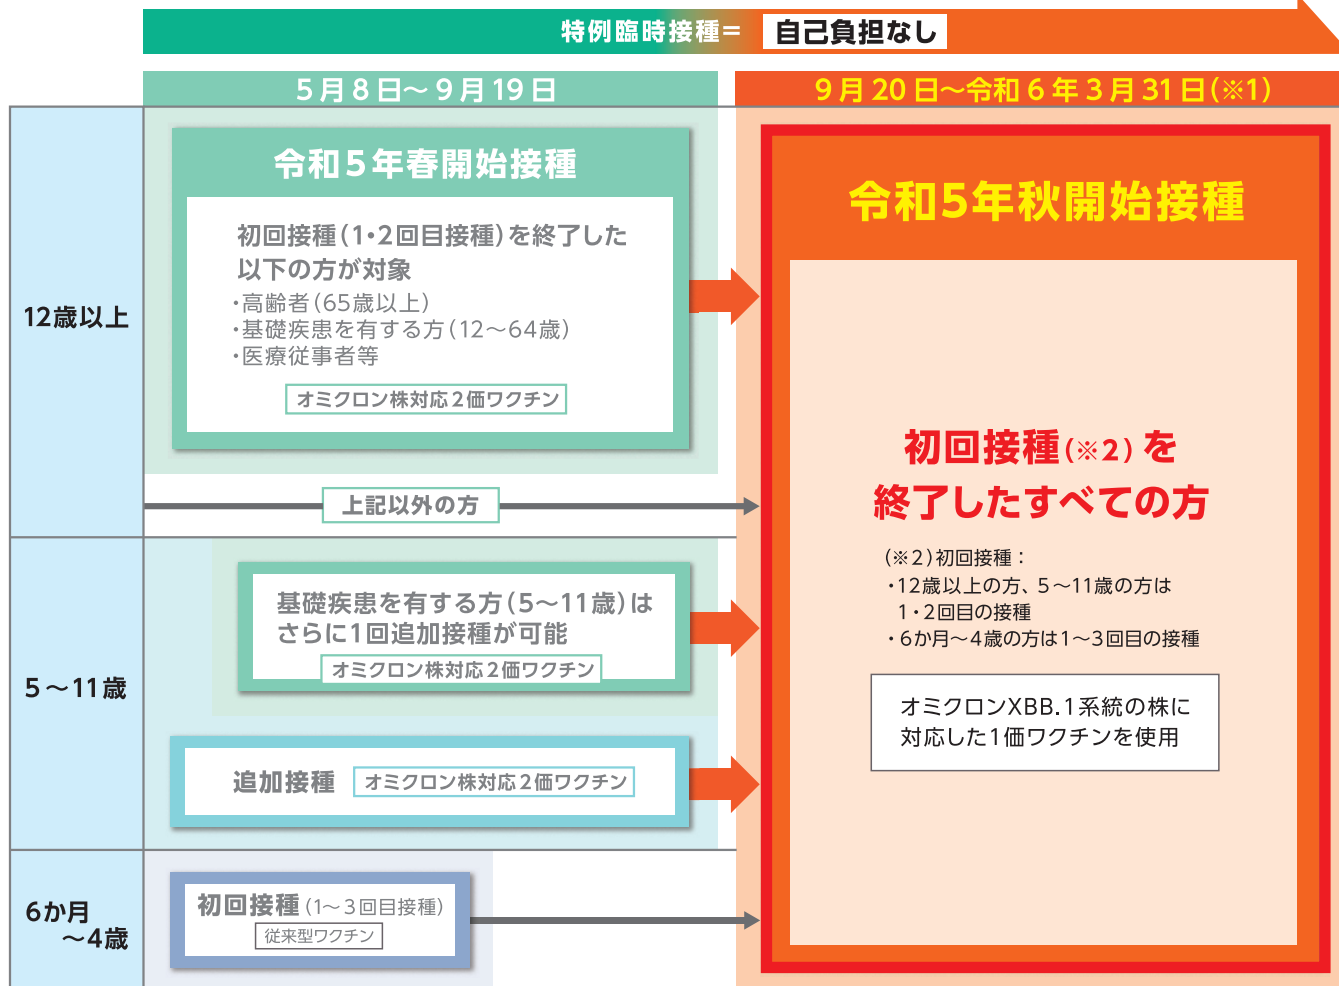 特例臨時接種＝ 自己負担なし
5月8日～9月19日
9月20日～令和6年3月31日(※1)
12歳以上
令和5年春開始接種
初回接種(1・2回目接種)を終了した
以下の方が対象
・高齢者(65歳以上)
・基礎疾患を有する方(12～64歳)
・医療従事者等
オミクロン株対応2価ワクチン
上記以外の方
5～11歳
基礎疾患を有する方(5～11歳)は
さらに1回追加接種が可能
オミクロン株対応2価ワクチン
追加接種 オミクロン株対応2価ワクチン
6か月
～4歳
初回接種(1～3回目接種)
従来型ワクチン
令和5年秋開始接種
初回接種(※2)を
終了したすべての方
(※2)初回接種：
・12歳以上の方、5～11歳の方は
1・2回目の接種
・6か月～4歳の方は1～3回目の接種
オミクロンXBB.1系統の株に
対応した1価ワクチンを使用